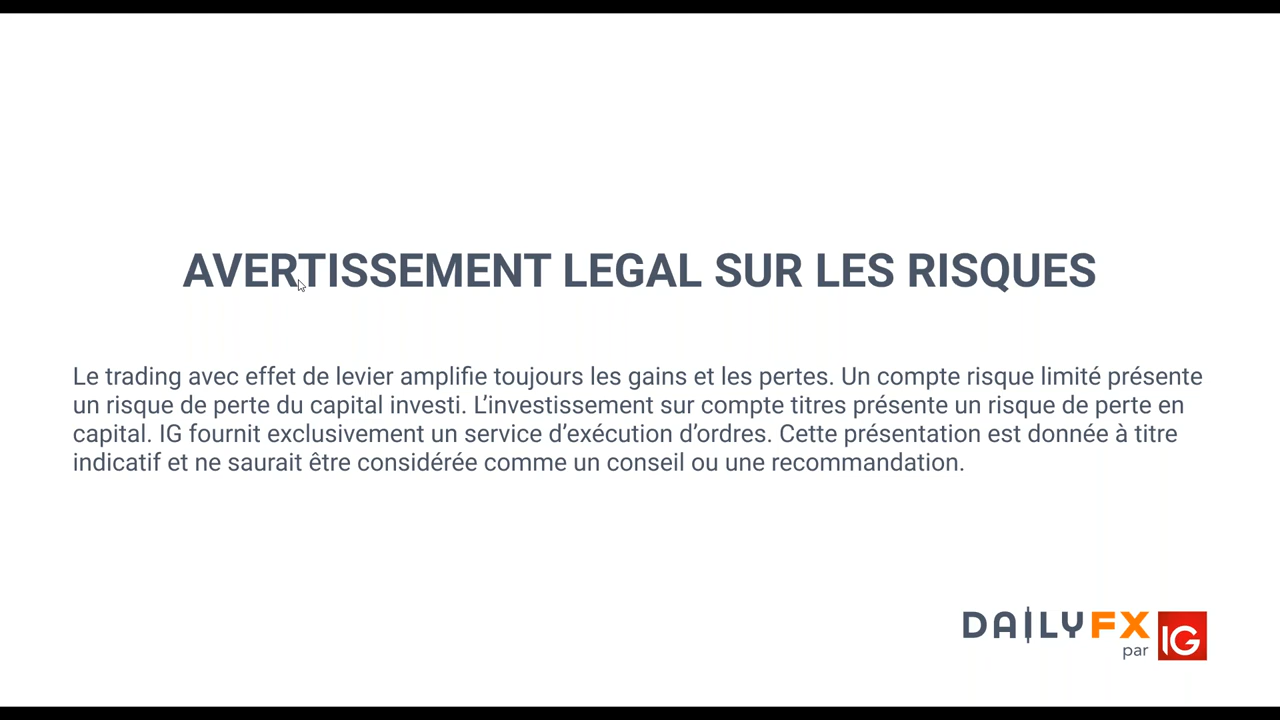 AVERTISSEMENT LEGAL SUR LES RISQUES
Le trading avec effet de levier amplifie toujours les gains et les pertes. Un compte risque limité présente
un risque de perte du capital investi. L’investissement sur compte titres présente un risque de perte en
capital. IG fournit exclusivement un service d’exécution d’ordres. Cette présentation est donnée à titre
indicatif et ne saurait être considérée comme un conseil ou une recommandation.
DAILYFX
par IG